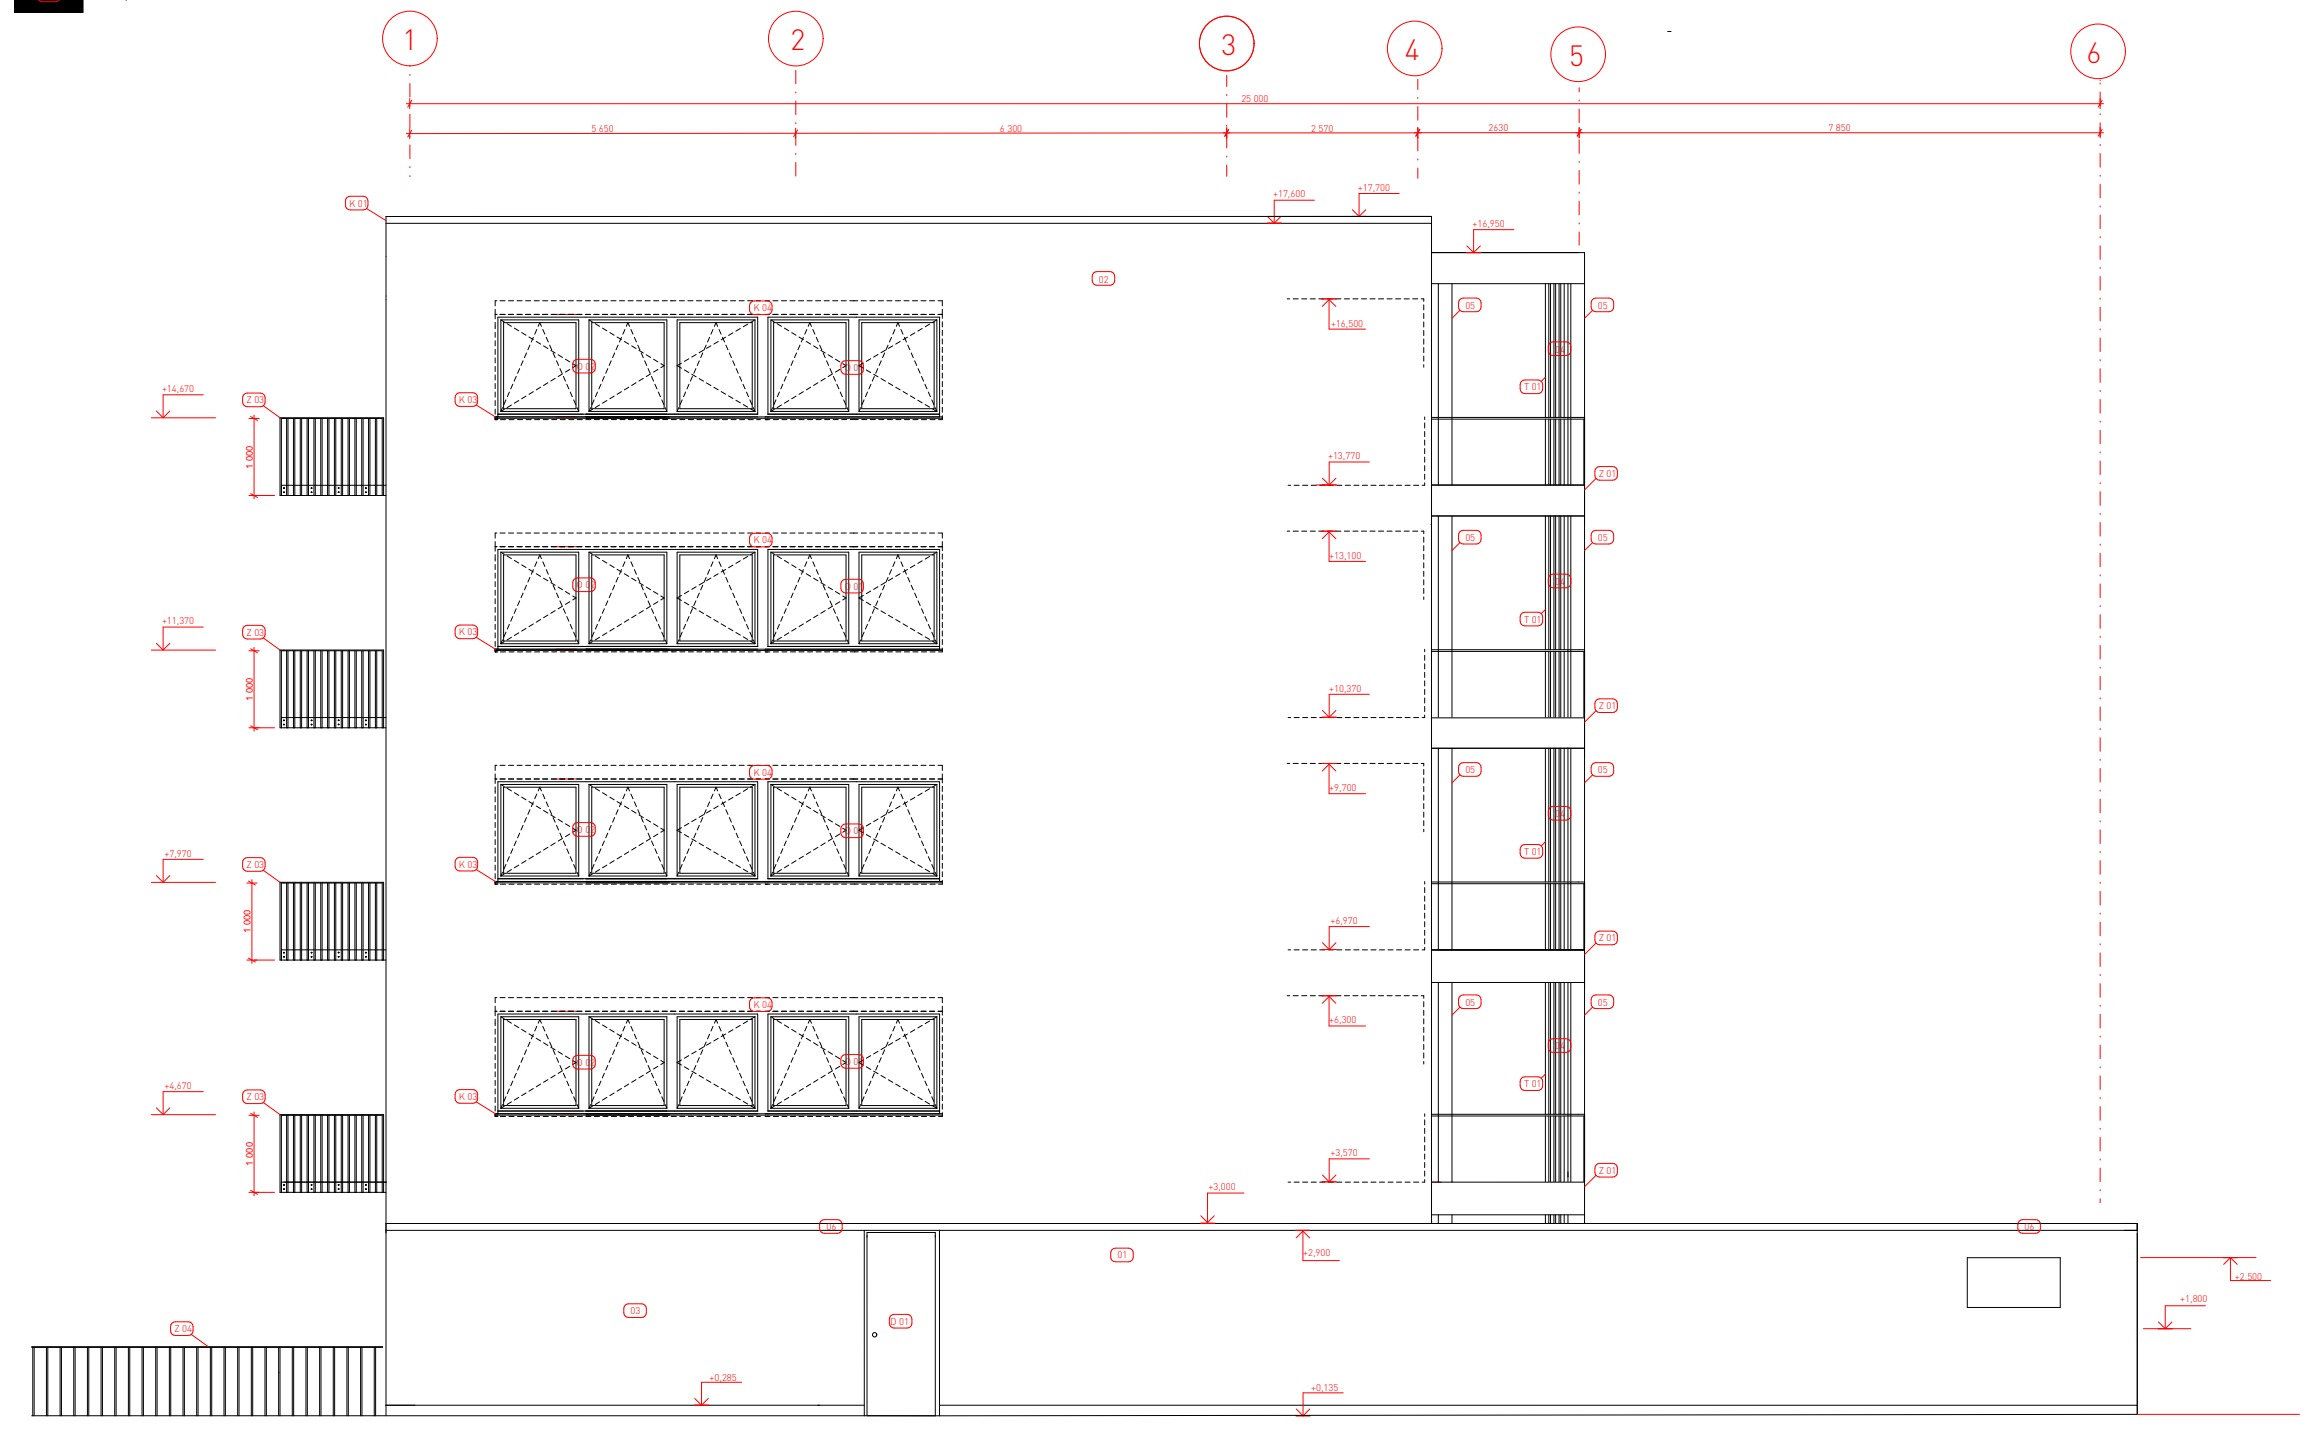 1 2 3 4 5 6
25 000
5 650 6 300 2 570 2630 7 850
K 01 +17,600 +17,700
+16,950
02
K 04 +16,500 05 05
T 01
+14,670 Z 03 K 03
1 000 +13,770 Z 01
K 04 +13,100 05 05
T 01
+11,370 Z 03 K 03
1 000 +10,370 Z 01
K 04 +9,700 05 05
T 01
+7,970 Z 03 K 03
1 000 +6,970 Z 01
K 04 +6,300 05 05
T 01
+4,670 Z 03 K 03
1 000 +3,570 Z 01
+3,000
06 06
01 +2,900
+2 500
03 D 01 +1,800
Z 04
+0,285 +0,135